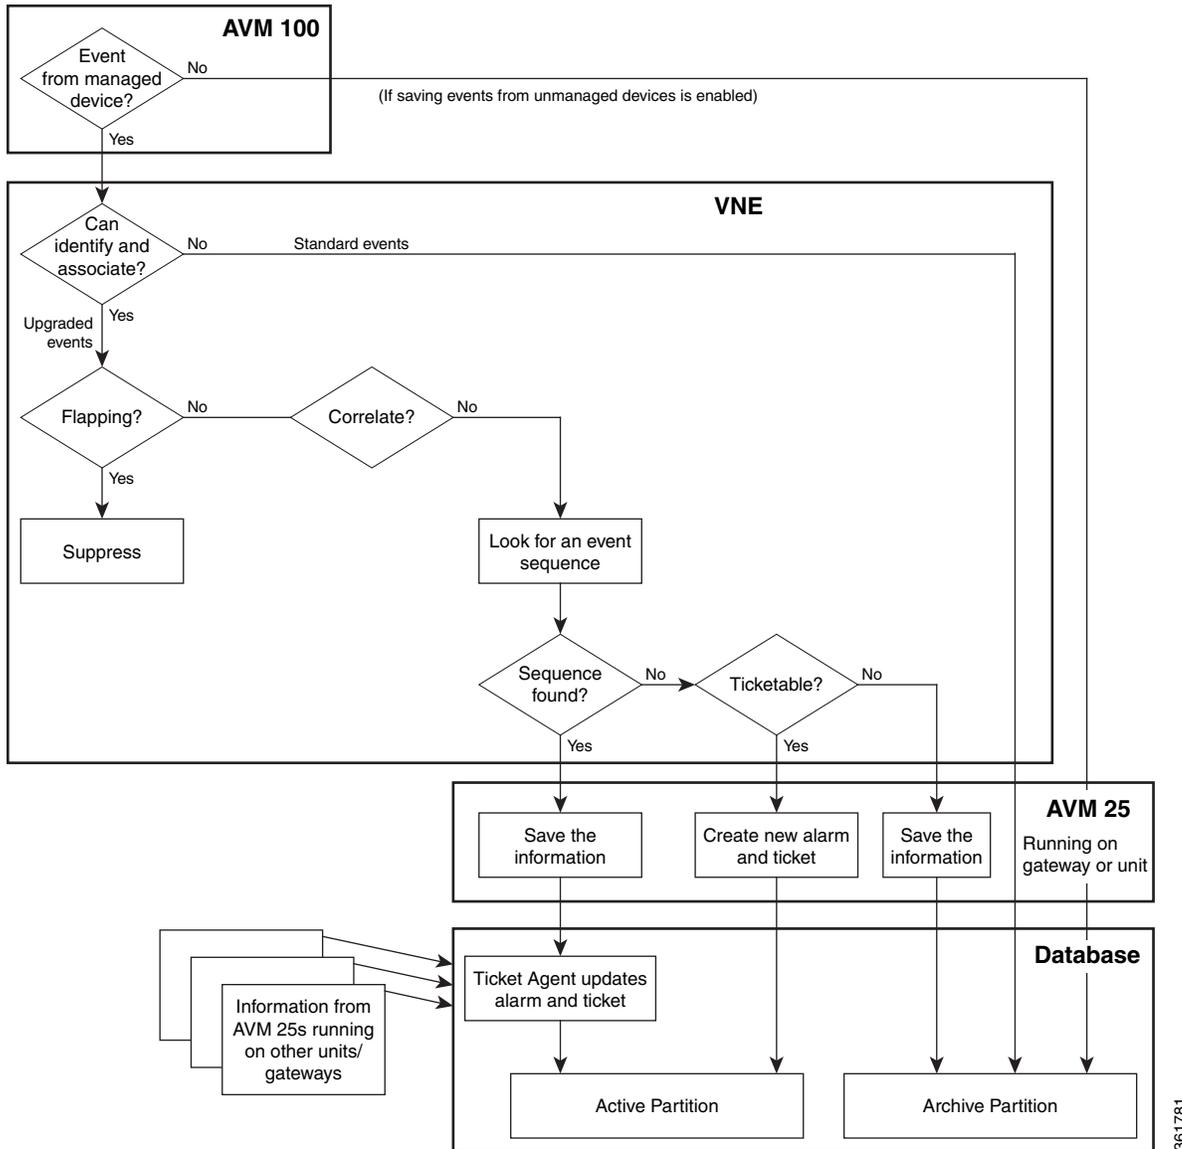 AVM 100
Event
from managed
device?
No
(If saving events from unmanaged devices is enabled)
Yes
VNE
Can
identify and
associate?
No
Standard events
Yes
Upgraded
events
Flapping?
No
Correlate?
No
Yes
Suppress
Look for an event
sequence
Sequence
found?
No
Ticketable?
No
Yes
Yes
AVM 25
Running on
gateway or unit
Save the
information
Create new alarm
and ticket
Save the
information
Database
Ticket Agent updates
alarm and ticket
Information from
AVM 25s running
on other units/
gateways
Active Partition
Archive Partition
361781